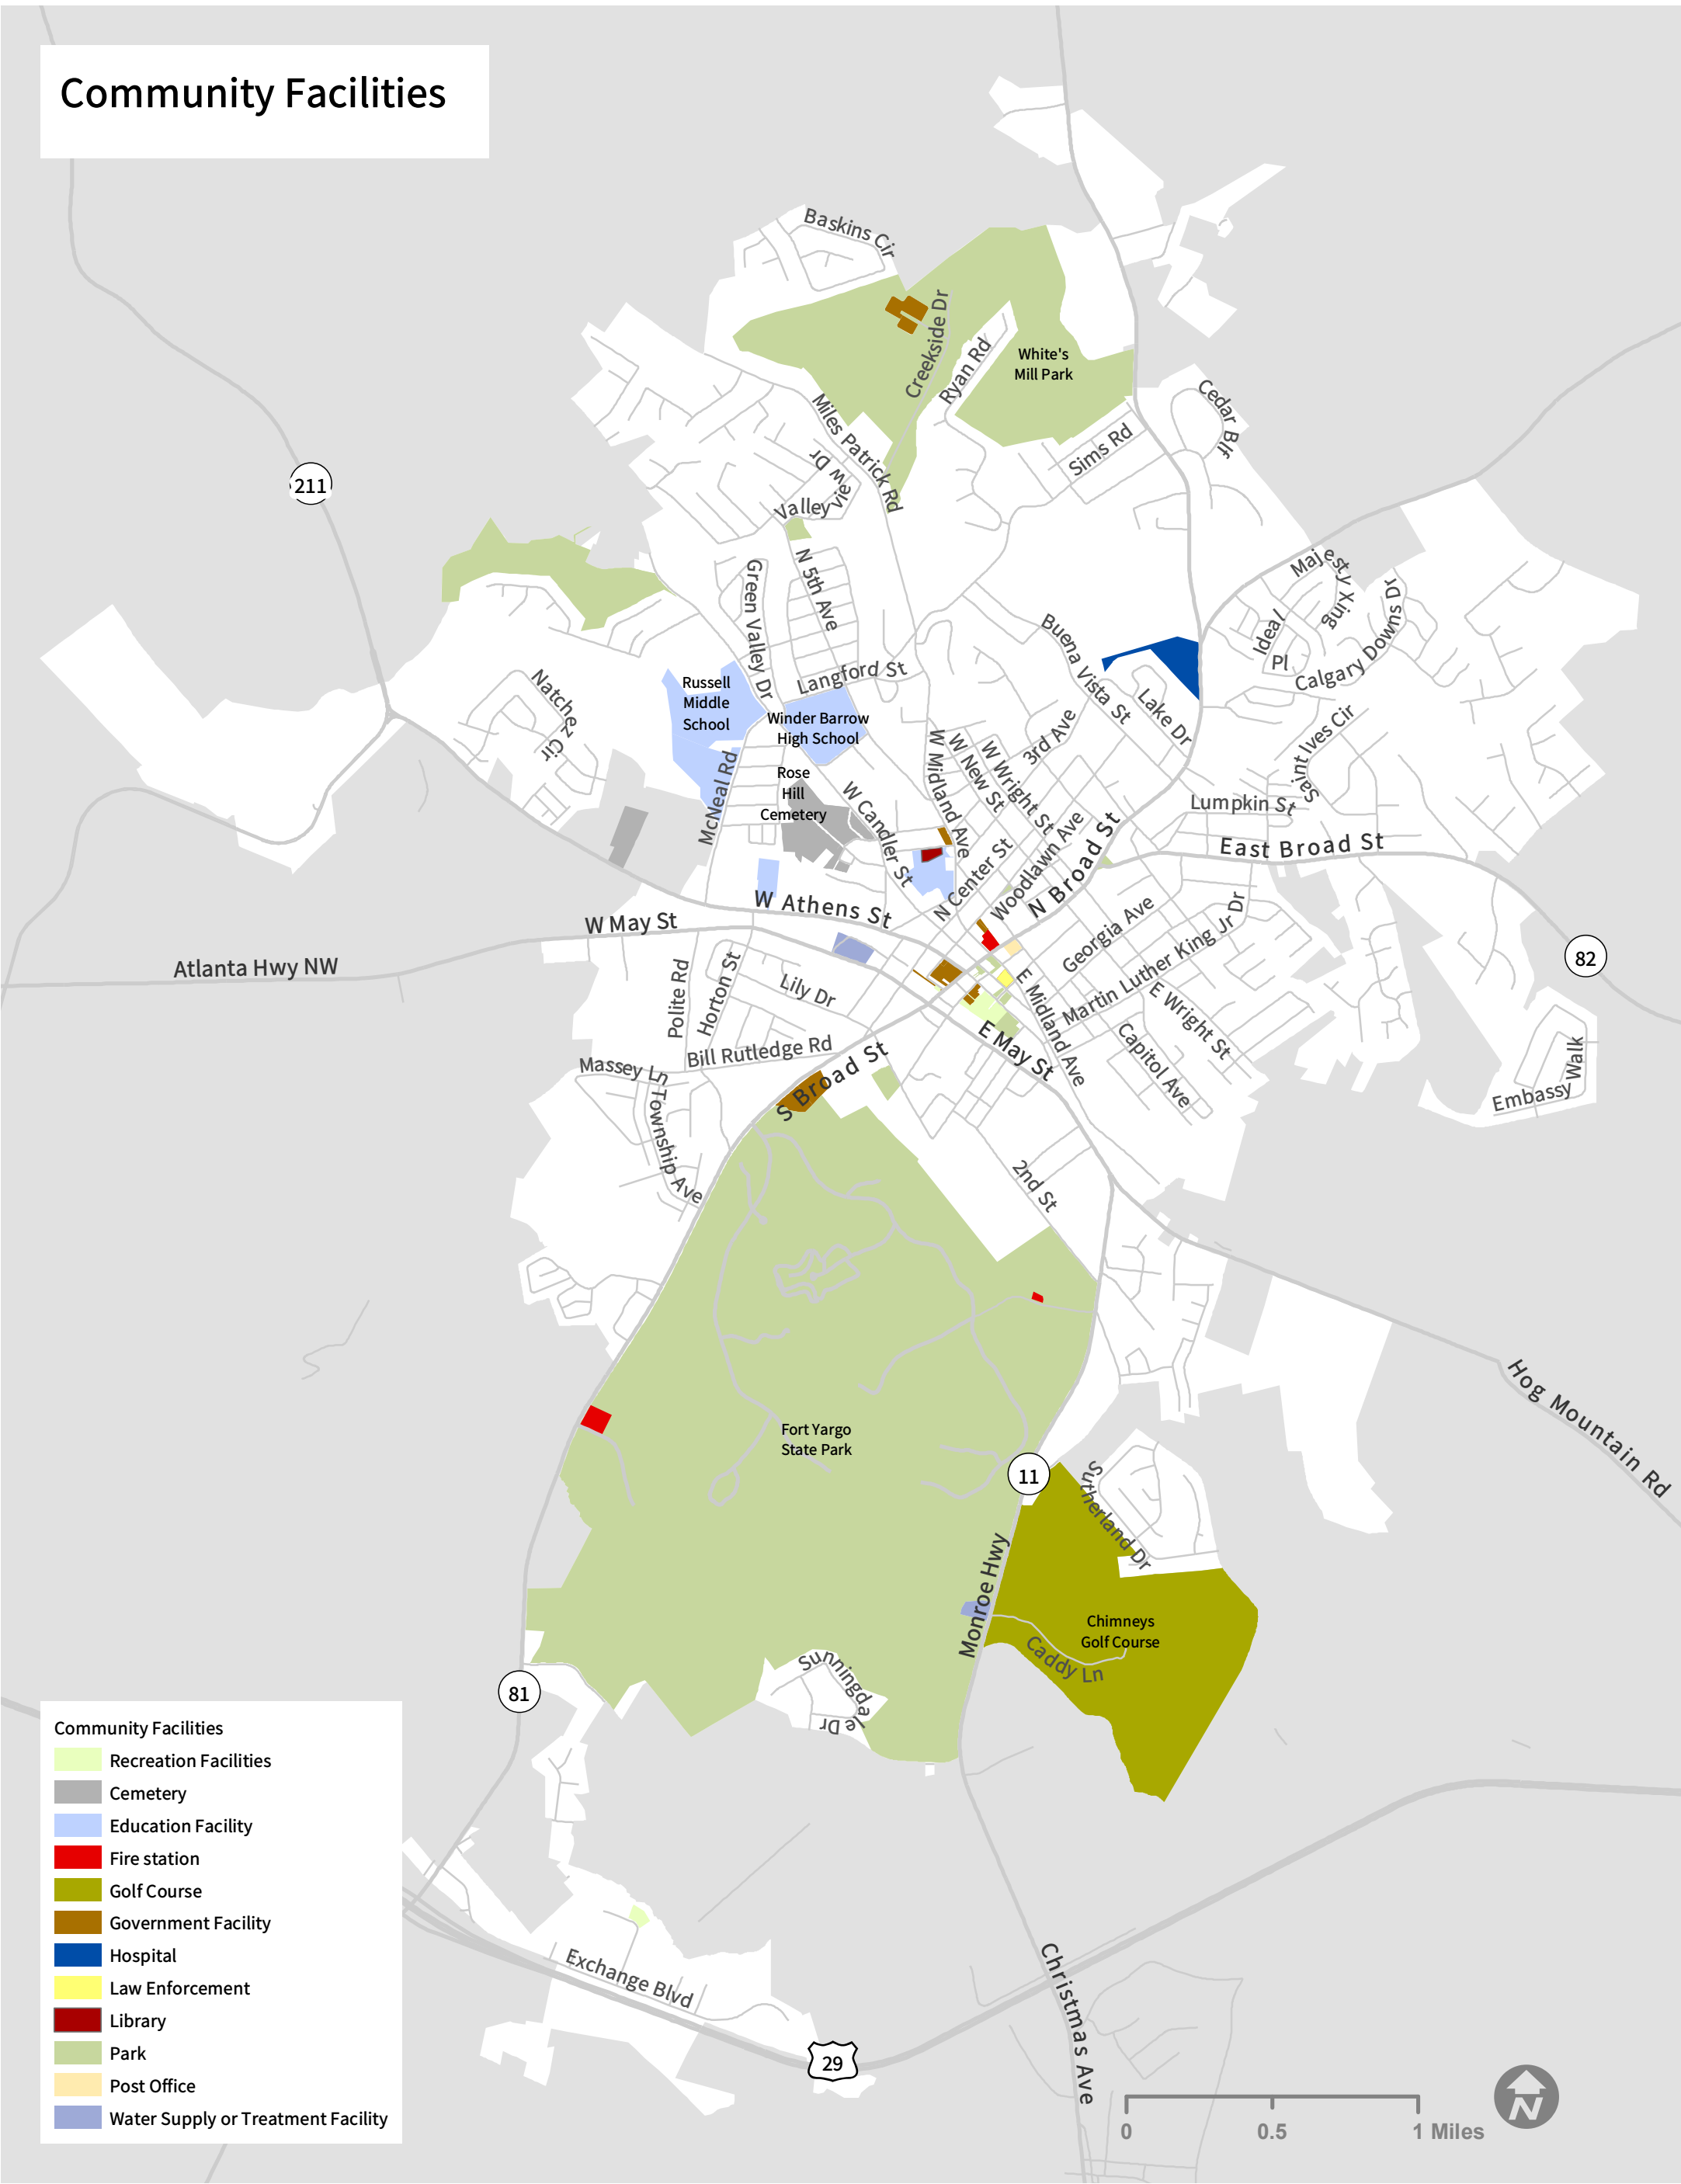 Community Facilities
Baskins Cir
Creekside Dr
Ryan Rd
White's
Mill Park
Cedar Blf
Sims Rd
Miles Patrick Rd
Valley view Dr
211
N 5th Ave
Green Valley Dr
Majesty King
Ideal Pl
Calgary Downs Dr
Buena Vista St
Lake Dr
Langford St
Russell
Middle
School
Winder Barrow
High School
Natchez Cir
Saint Ives Cir
3rd Ave
W Midland Ave
W New St
W Wright St
Rose
Hill
Cemetery
McNeal Rd
W Candler St
Lumpkin St
East Broad St
N Center St
Woodlawn Ave
N Broad St
W Athens St
W May St
Atlanta Hwy NW
Georgia Ave
Martin Luther King Jr Dr
82
Polite Rd
Horton St
Lily Dr
E Midland Ave
E Wright St
E May St
Capitol Ave
Bill Rutledge Rd
Massey Ln
Township Ave
S Broad St
Embassy Walk
2nd St
Hog Mountain Rd
Fort Yargo
State Park
11
Sutherland Dr
Monroe Hwy
Chimneys
Golf Course
Caddy Ln
Sunningdale Dr
81
Community Facilities
Recreation Facilities
Cemetery
Education Facility
Fire station
Golf Course
Government Facility
Hospital
Law Enforcement
Library
Park
Post Office
Water Supply or Treatment Facility
Exchange Blvd
29
Christmas Ave
N
0 0.5 1 Miles